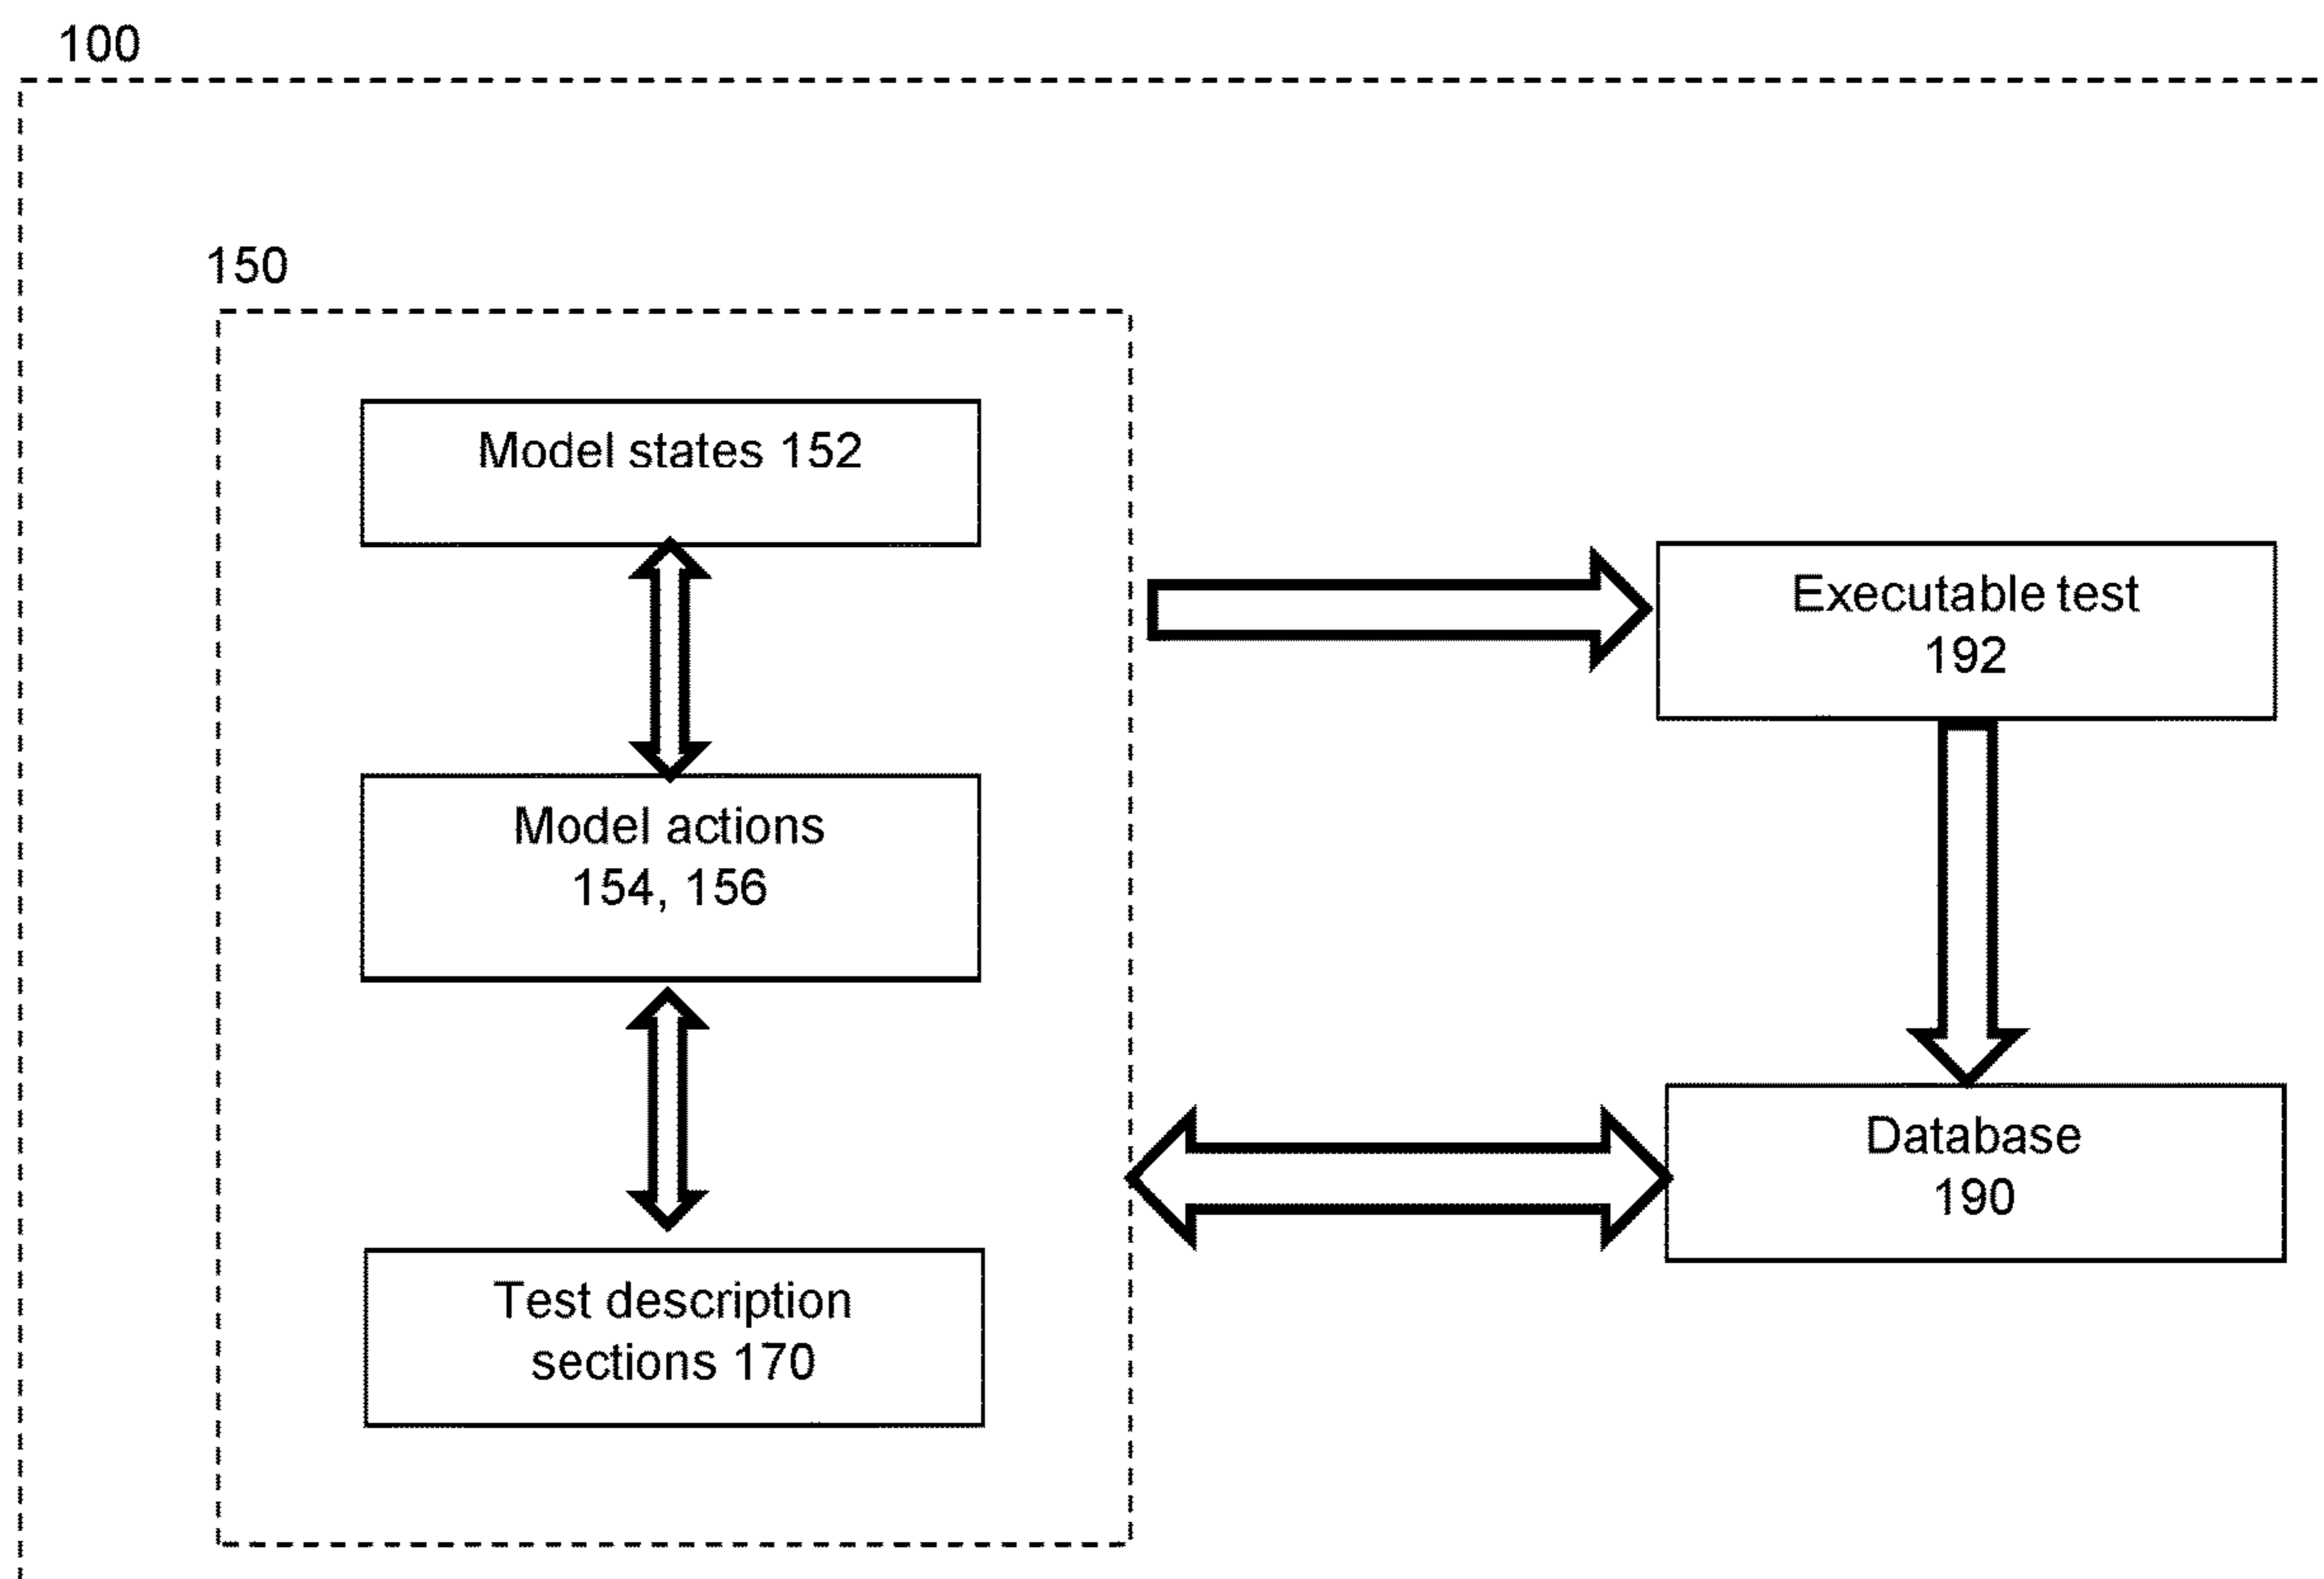 100
150
Model states 152
Model actions
154, 156
Test description
sections 170
Executable test
192
Database
190